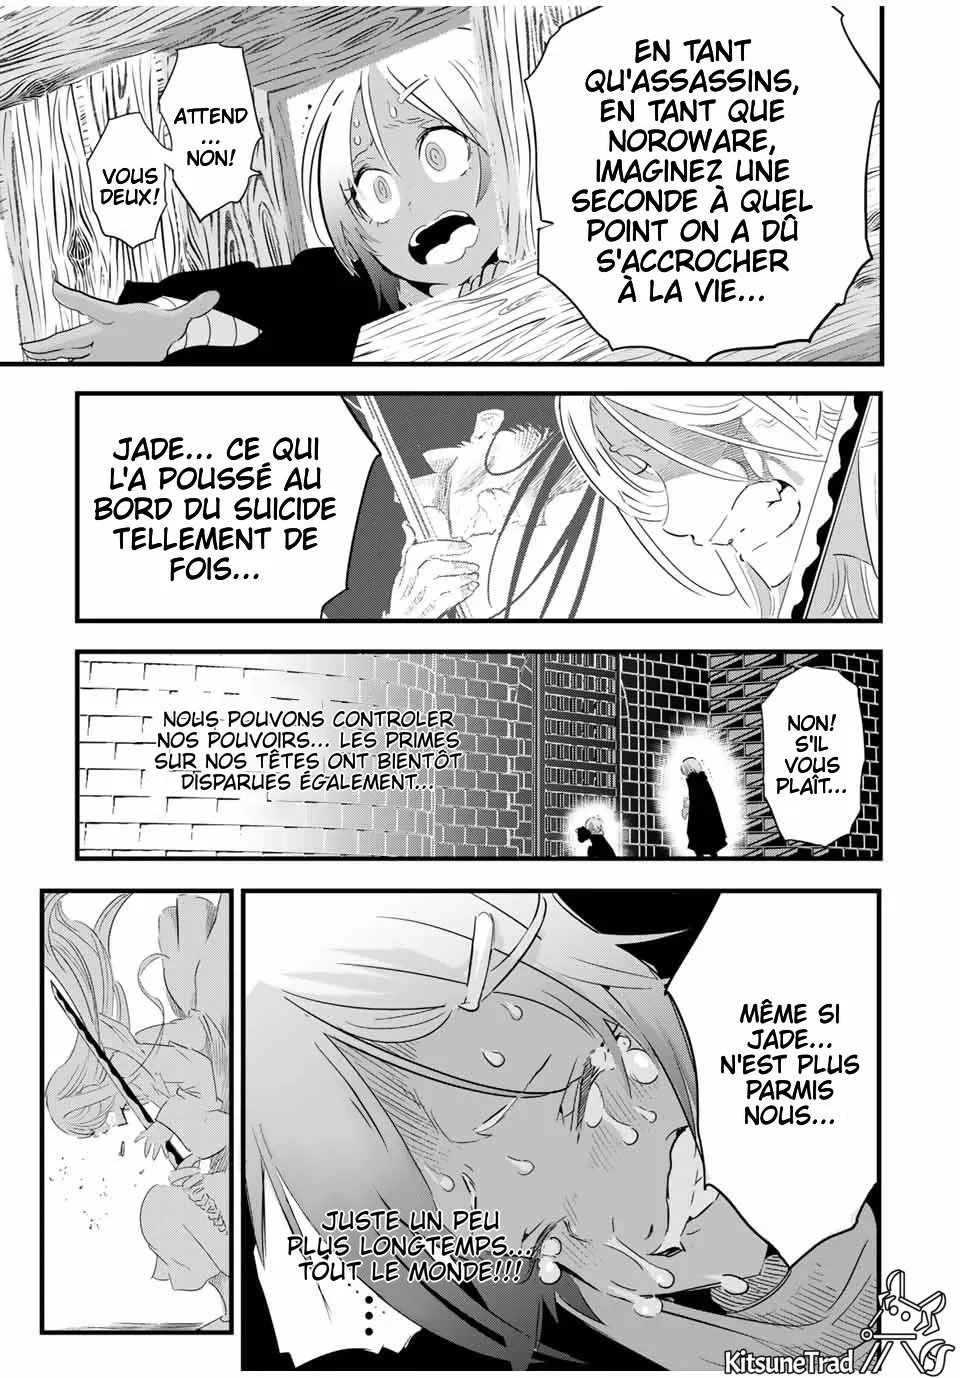 EN TANT
QU'ASSASSINS,
EN TANT QUE
NOROWARE,
IMAGINEZ UNE
SECONDE À QUEL
POINT ON A DÛ
S'ACCROCHER
À LA VIE...
ATTEND
...
NON!
VOUS
DEUX!
JADE... CE QUI
L'A POUSSÉ AU
BORD DU SUICIDE
TELLEMENT DE
FOIS...
NON!
S'IL
VOUS
PLAÎT...
NOUS POUVONS CONTROLER
NOS POUVOIRS... LES PRIMES
SUR NOS TÊTES ONT BIENTÔT
DISPARUES ÉGALEMENT...
MÊME SI
JADE...
N'EST PLUS
PARMIS
NOUS...
JUSTE UN PEU
PLUS LONGTEMPS...
TOUT LE MONDE!!!
KitsuneTrad //